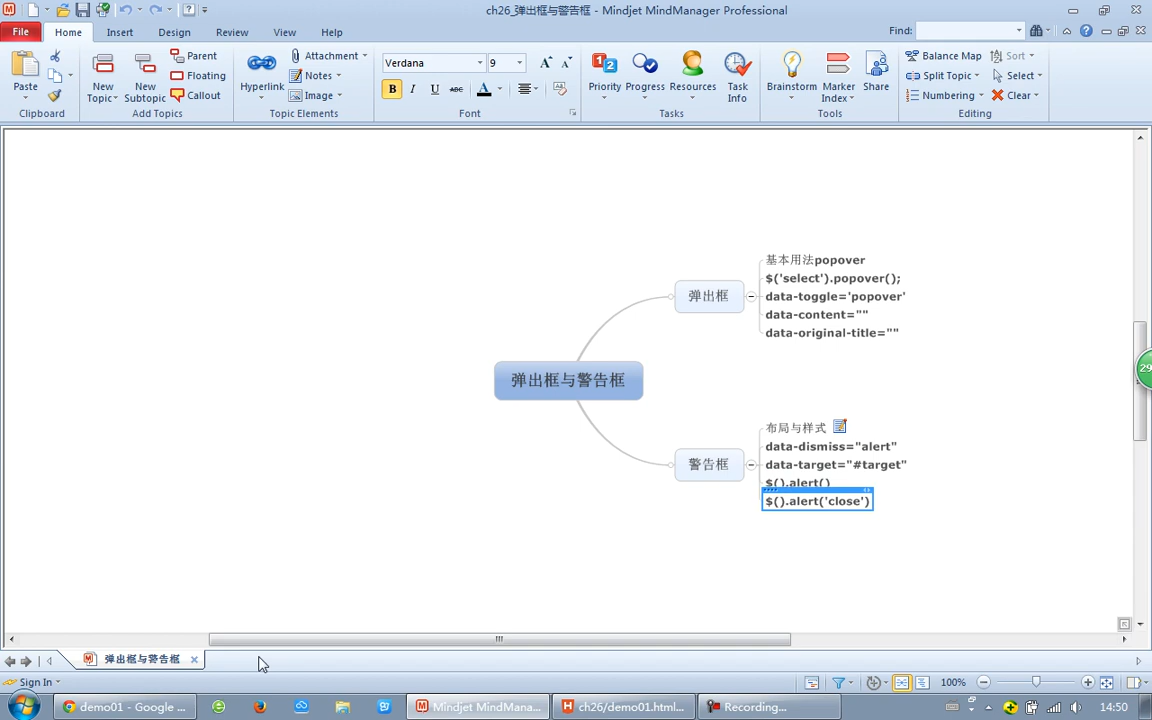 ch26_弹出框与警告框 - Mindjet MindManager Professional
File
Home
Insert
Design
Review
View
Help
Find:
Paste
Clipboard
New Topic
New Subtopic
Parent
Floating
Callout
Add Topics
Hyperlink
Attachment
Notes
Image
Topic Elements
Verdana
9
B
I
U
ABC
A
Font
Priority
Progress
Resources
Task Info
Tasks
Brainstorm
Marker Index
Share
Tools
Balance Map
Split Topic
Numbering
Sort
Select
Clear
Editing
弹出框与警告框
弹出框
基本用法popover
$('select').popover();
data-toggle='popover'
data-content=""
data-original-title=""
警告框
布局与样式
data-dismiss="alert"
data-target="#target"
$().alert()
$().alert('close')
29
弹出框与警告框
Sign In
100%
demo01 - Google ...
Mindjet MindMana...
ch26/demo01.html...
Recording...
14:50